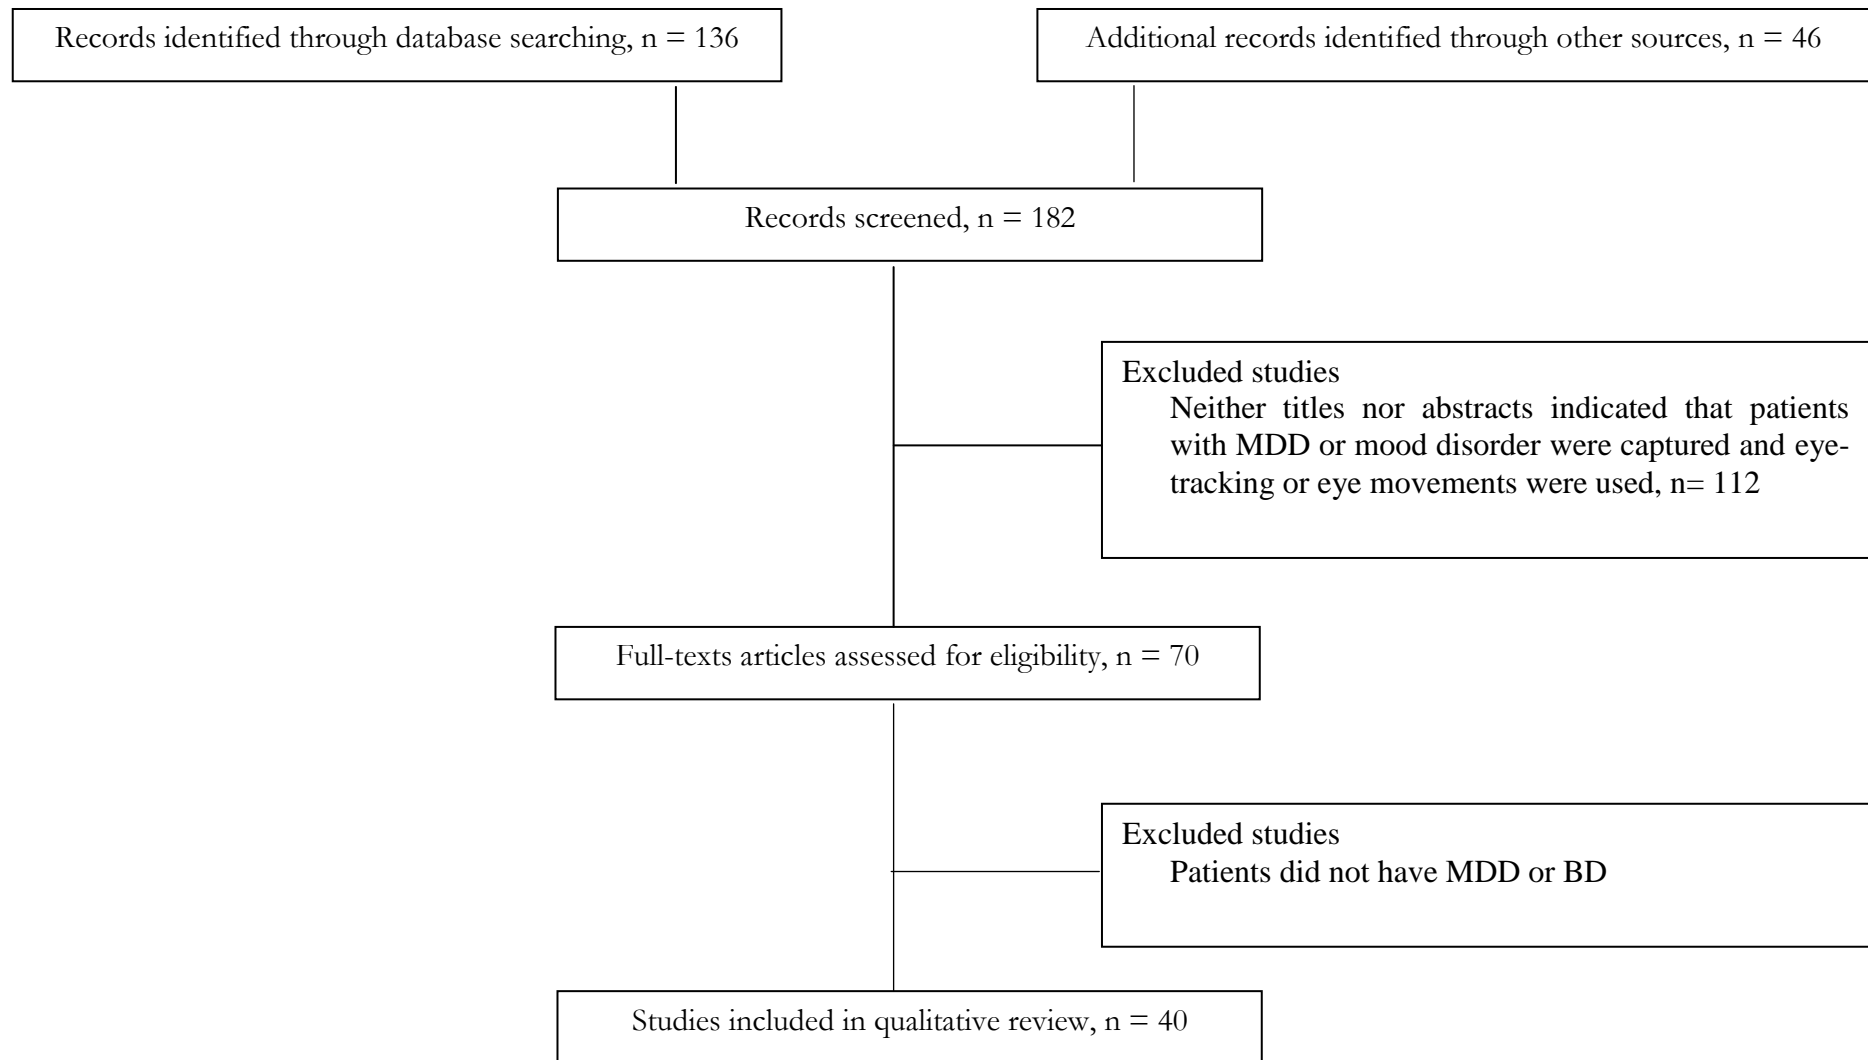 Records identified through database searching, n = 136
Additional records identified through other sources, n = 46
Records screened, n = 182
Excluded studies
Neither titles nor abstracts indicated that patients
with MDD or mood disorder were captured and eye-
tracking or eye movements were used, n= 112
Full-texts articles assessed for eligibility, n = 70
Excluded studies
Patients did not have MDD or BD
Studies included in qualitative review, n = 40